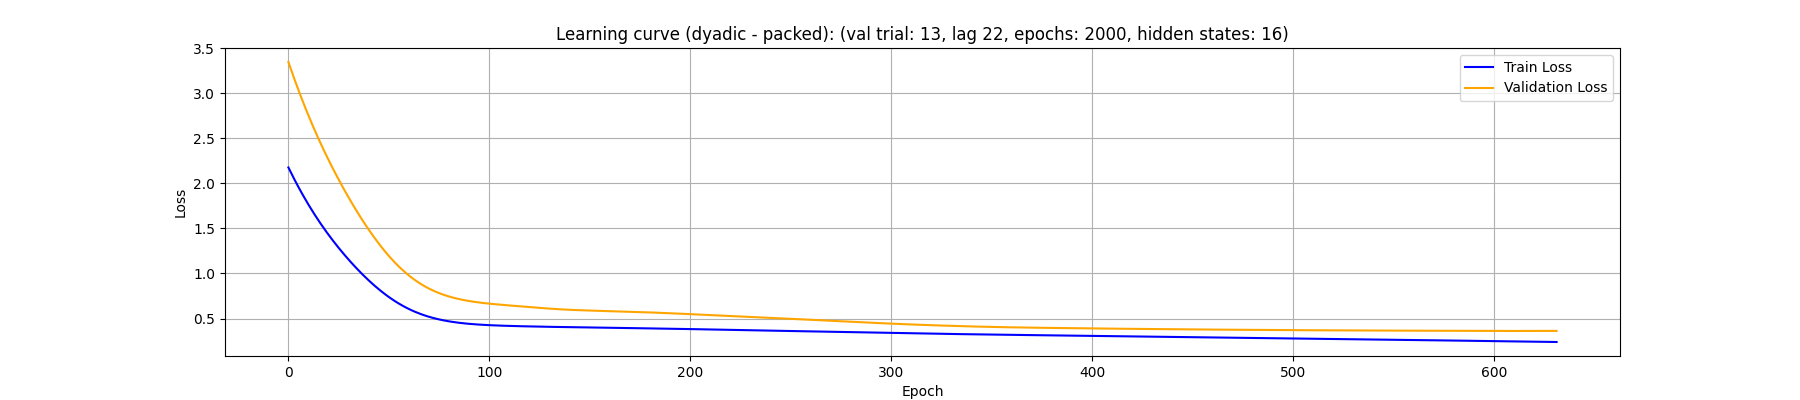 Learning curve (dyadic - packed): (val trial: 13, lag 22, epochs: 2000, hidden states: 16)
Train Loss
Validation Loss
Loss
3.5
3.0
2.5
2.0
1.5
1.0
0.5
0 100 200 300 400 500 600
Epoch